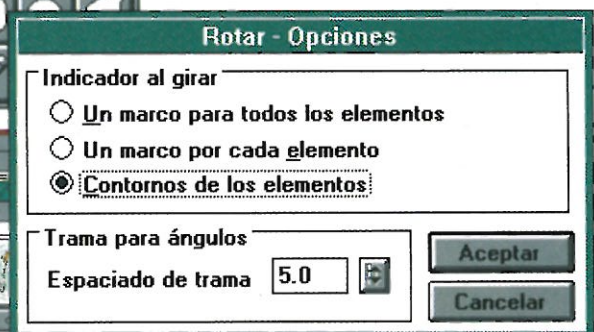 Rotar - Opciones
Indicador al girar
Un marco para todos los elementos
Un marco por cada elemento
Contornos de los elementos
Trama para ángulos
Espaciado de trama 5.0
Aceptar
Cancelar